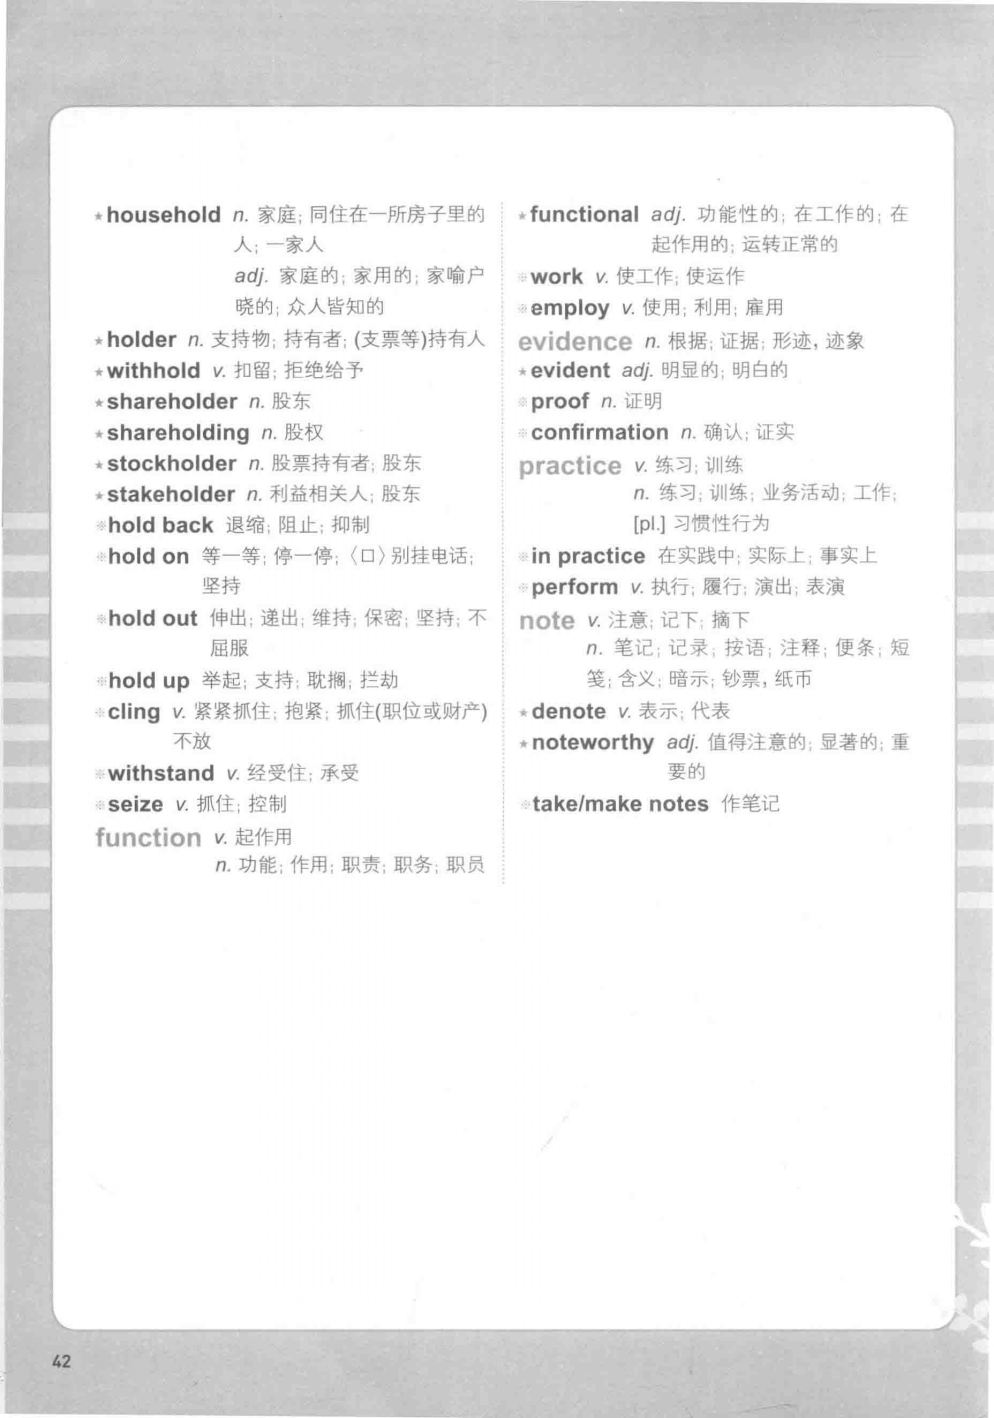 ★household n. 家庭; 同住在一所房子里的
人; 一家人
adj. 家庭的; 家用的; 家喻户
晓的; 众人皆知的
★holder n. 支持物; 持有者; (支票等)持有人
★withhold v. 扣留; 拒绝给予
★shareholder n. 股东
★shareholding n. 股权
★stockholder n. 股票持有者; 股东
★stakeholder n. 利益相关人; 股东
※hold back 退缩; 阻止; 抑制
※hold on 等一等; 停一停; 〈口〉别挂电话;
坚持
※hold out 伸出; 递出; 维持; 保密; 坚持; 不
屈服
※hold up 举起; 支持; 耽搁; 拦劫
※cling v. 紧紧抓住; 抱紧; 抓住(职位或财产)
不放
※withstand v. 经受住; 承受
※seize v. 抓住; 控制
function v. 起作用
n. 功能; 作用; 职责; 职务; 职员
★functional adj. 功能性的; 在工作的; 在
起作用的; 运转正常的
※work v. 使工作; 使运作
※employ v. 使用; 利用; 雇用
evidence n. 根据; 证据; 形迹, 迹象
★evident adj. 明显的; 明白的
※proof n. 证明
※confirmation n. 确认; 证实
practice v. 练习; 训练
n. 练习; 训练; 业务活动; 工作;
[pl.] 习惯性行为
※in practice 在实践中; 实际上; 事实上
※perform v. 执行; 履行; 演出; 表演
note v. 注意; 记下; 摘下
n. 笔记; 记录; 按语; 注释; 便条; 短
笺; 含义; 暗示; 钞票, 纸币
★denote v. 表示; 代表
★noteworthy adj. 值得注意的; 显著的; 重
要的
※take/make notes 作笔记
42